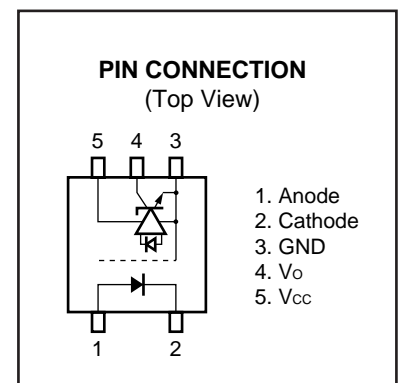 PIN CONNECTION
(Top View)
5 4 3
1. Anode
2. Cathode
3. GND
4. Vo
5. Vcc
1 2